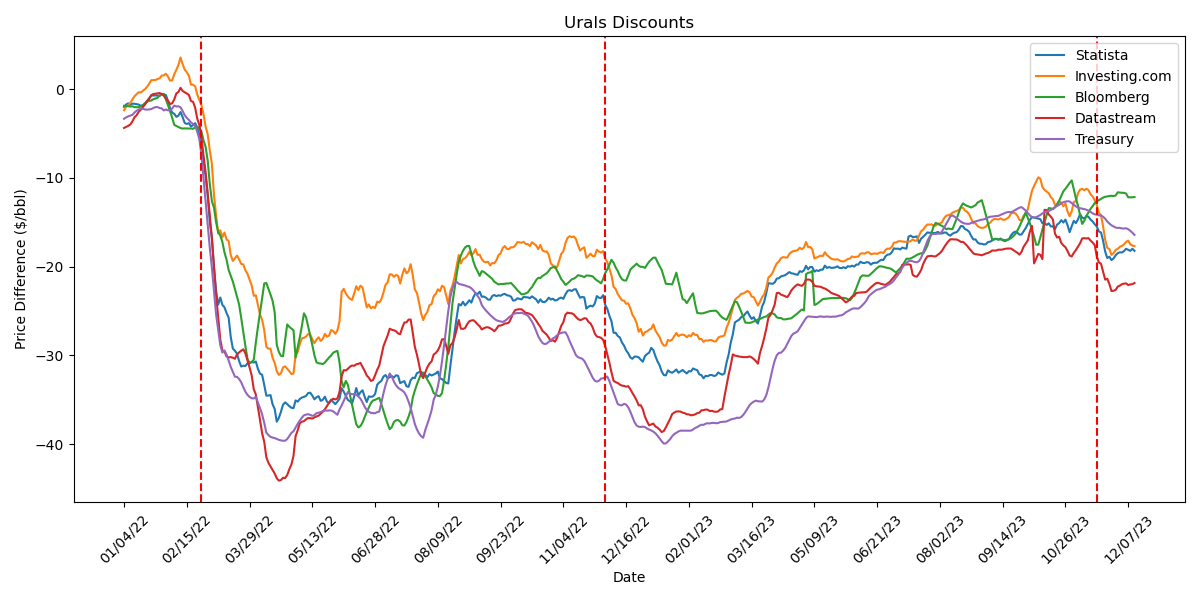 Urals Discounts
Statista
Investing.com
Bloomberg
Datastream
Treasury
Price Difference ($/bbl)
0
−10
−20
−30
−40
01/04/22
02/15/22
03/29/22
05/13/22
06/28/22
08/09/22
09/23/22
11/04/22
12/16/22
02/01/23
03/16/23
05/09/23
06/21/23
08/02/23
09/14/23
10/26/23
12/07/23
Date